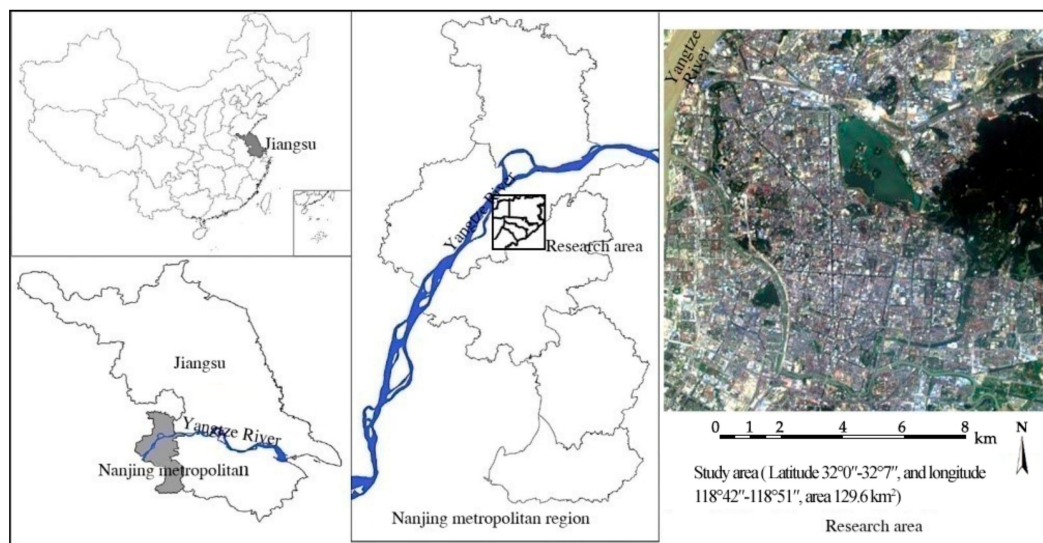 Jiangsu
Jiangsu
Yangtze River
Nanjing metropolitan
Yangtze River
Research area
Nanjing metropolitan region
Yangtze River
0 1 2 4 6 8 km
N
Study area ( Latitude 32°0″-32°7″, and longitude
118°42″-118°51″, area 129.6 km²)
Research area